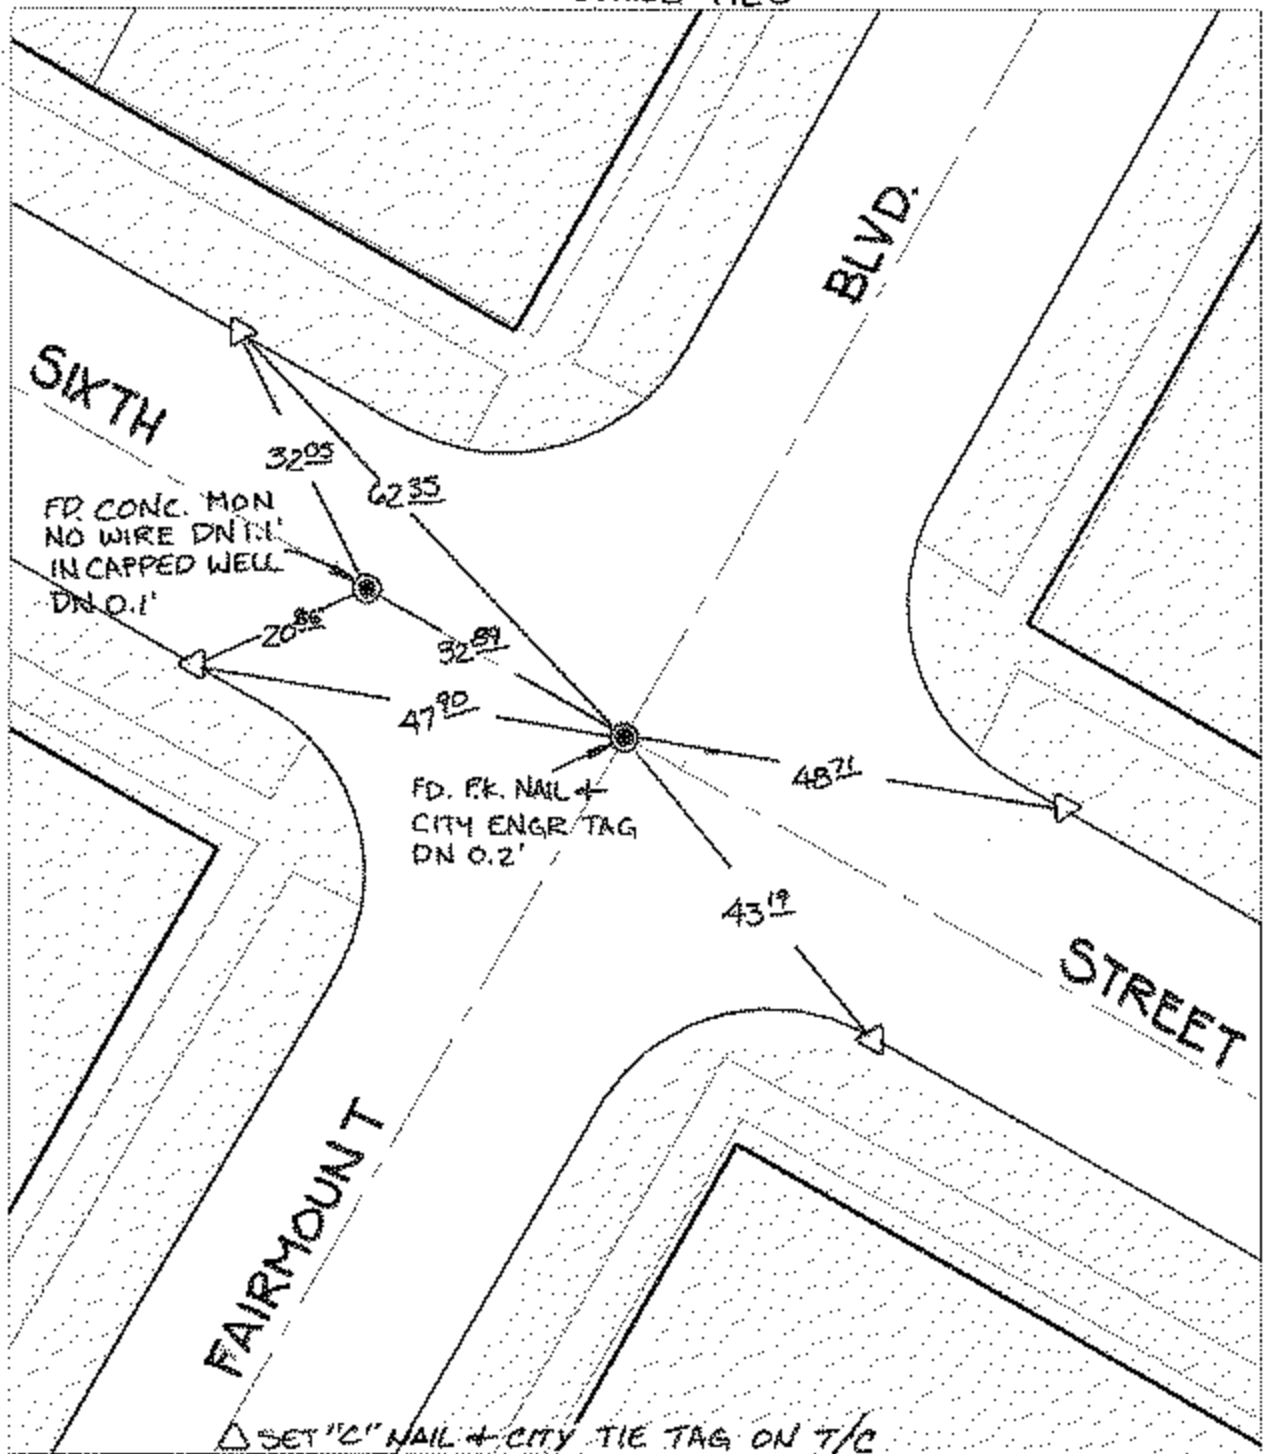 BLVD.
SIXTH
32 05
62 35
FD. CONC. MON
NO WIRE DN 1.1'
IN CAPPED WELL
DN 0.1'
20 86
32 89
47 90
48 71
FD. P.K. NAIL +
CITY ENGR TAG
DN 0.2'
43 19
STREET
FAIRMOUNT
△ SET "C" NAIL + CITY TIE TAG ON T/C